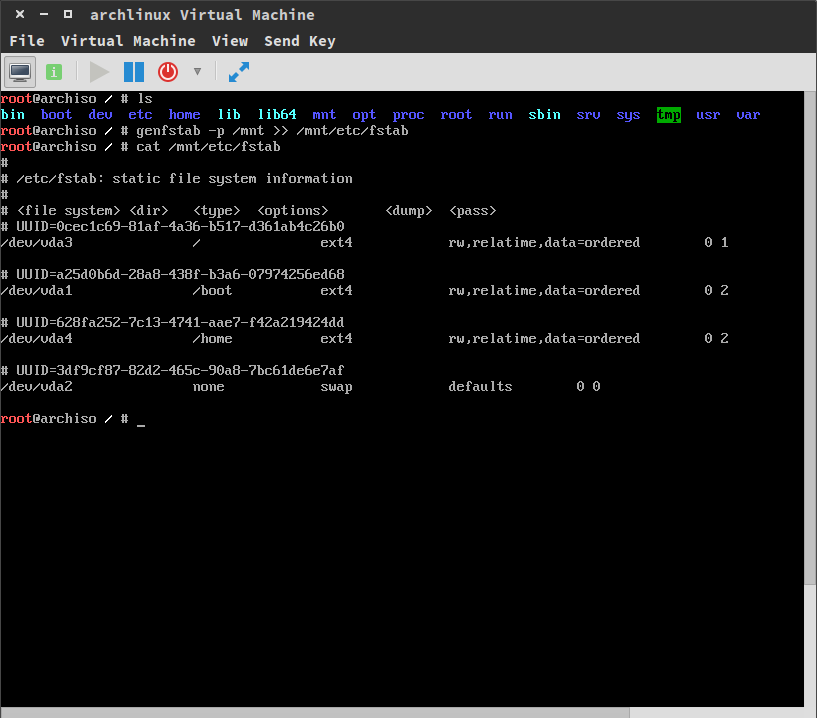 archlinux Virtual Machine
File Virtual Machine View Send Key
root@archiso / # ls
bin boot dev etc home lib lib64 mnt opt proc root run sbin srv sys tmp usr var
root@archiso / # genfstab -p /mnt >> /mnt/etc/fstab
root@archiso / # cat /mnt/etc/fstab
#
# /etc/fstab: static file system information
#
# <file system> <dir> <type> <options> <dump> <pass>
# UUID=0cec1c69-81af-4a36-b517-d361ab4c26b0
/dev/vda3 / ext4 rw,relatime,data=ordered 0 1
# UUID=a25d0b6d-28a8-438f-b3a6-07974256ed68
/dev/vda1 /boot ext4 rw,relatime,data=ordered 0 2
# UUID=628fa252-7c13-4741-aae7-f42a219424dd
/dev/vda4 /home ext4 rw,relatime,data=ordered 0 2
# UUID=3df9cf87-82d2-465c-90a8-7bc61de6e7af
/dev/vda2 none swap defaults 0 0
root@archiso / # _